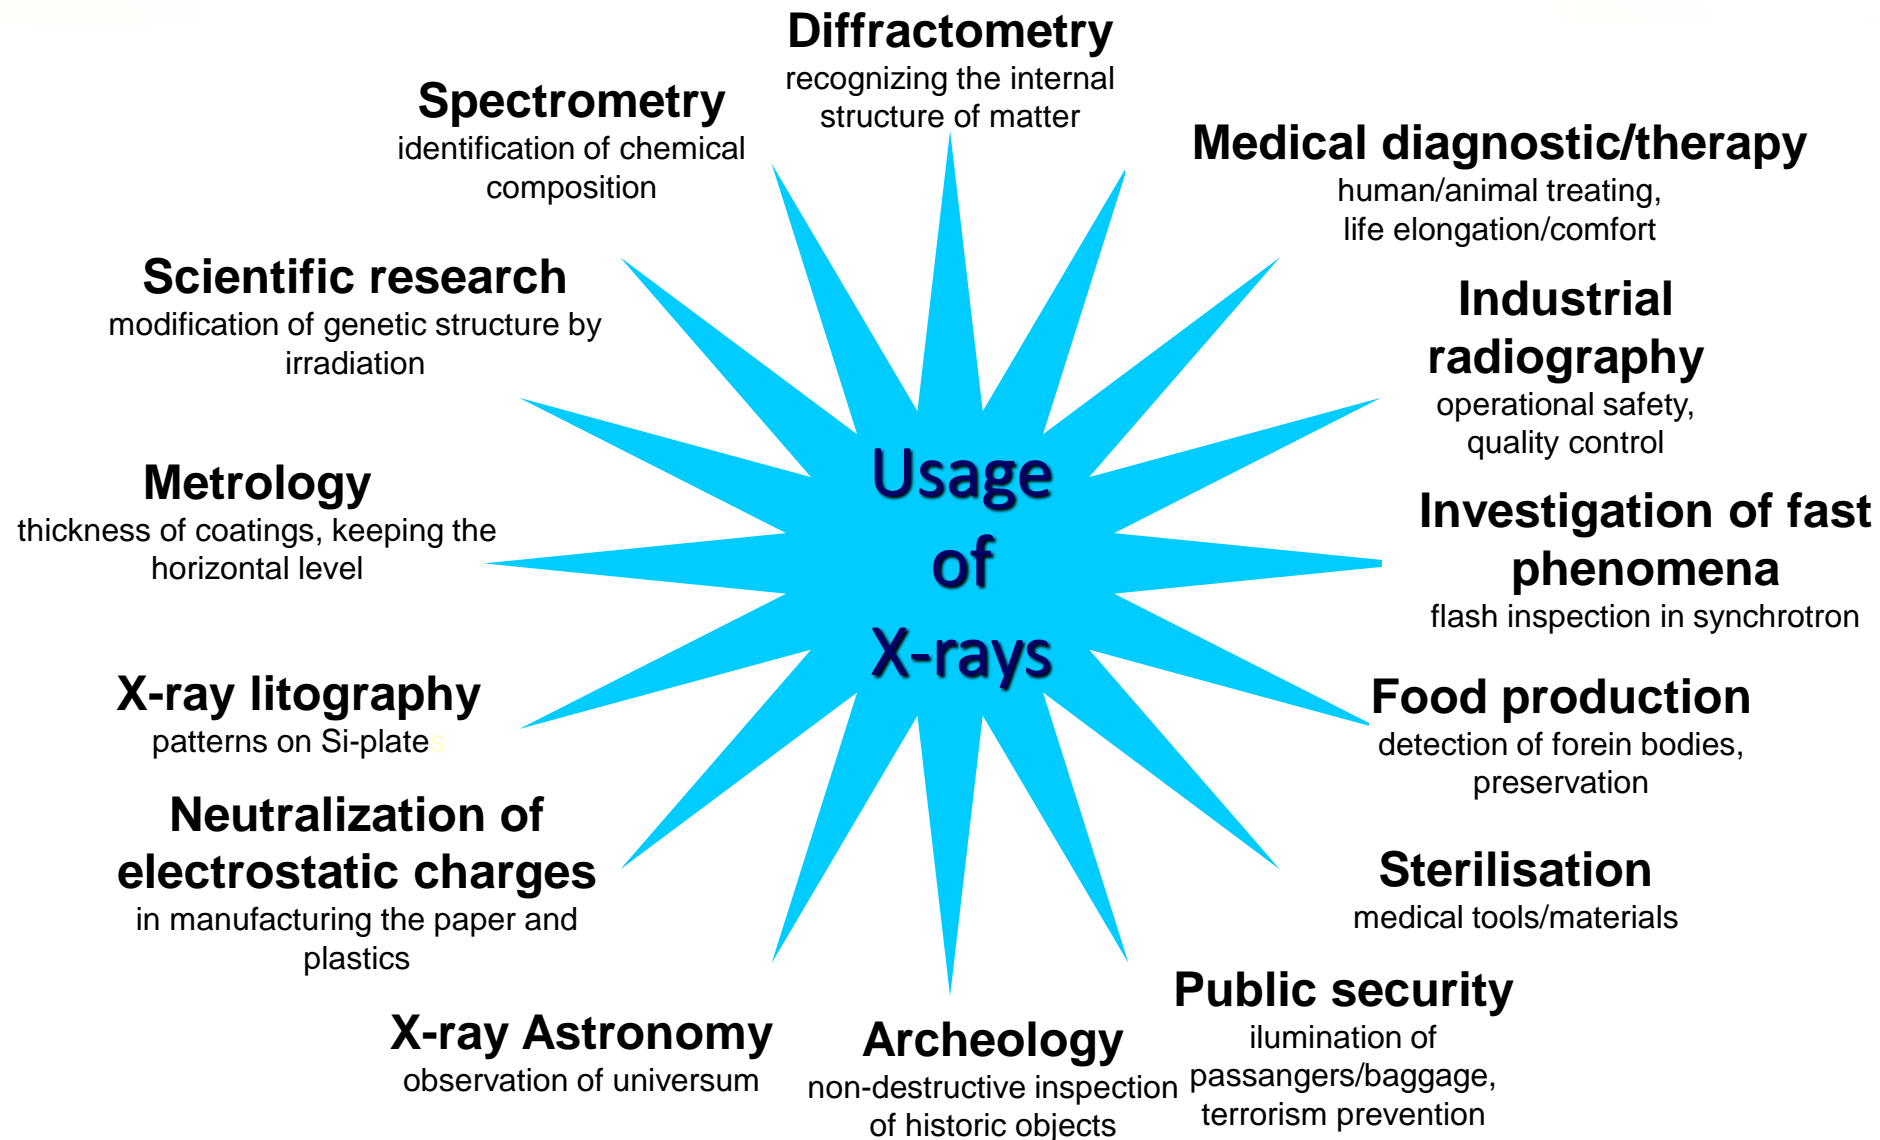 Diffractometry
recognizing the internal
structure of matter
Spectrometry
identification of chemical
composition
Medical diagnostic/therapy
human/animal treating,
life elongation/comfort
Scientific research
modification of genetic structure by
irradiation
Industrial
radiography
operational safety,
quality control
Metrology
thickness of coatings, keeping the
horizontal level
Usage
of
X-rays
Investigation of fast
phenomena
flash inspection in synchrotron
X-ray litography
patterns on Si-plates
Food production
detection of forein bodies,
preservation
Neutralization of
electrostatic charges
in manufacturing the paper and
plastics
Sterilisation
medical tools/materials
X-ray Astronomy
observation of universum
Archeology
non-destructive inspection
of historic objects
Public security
ilumination of
passangers/baggage,
terrorism prevention